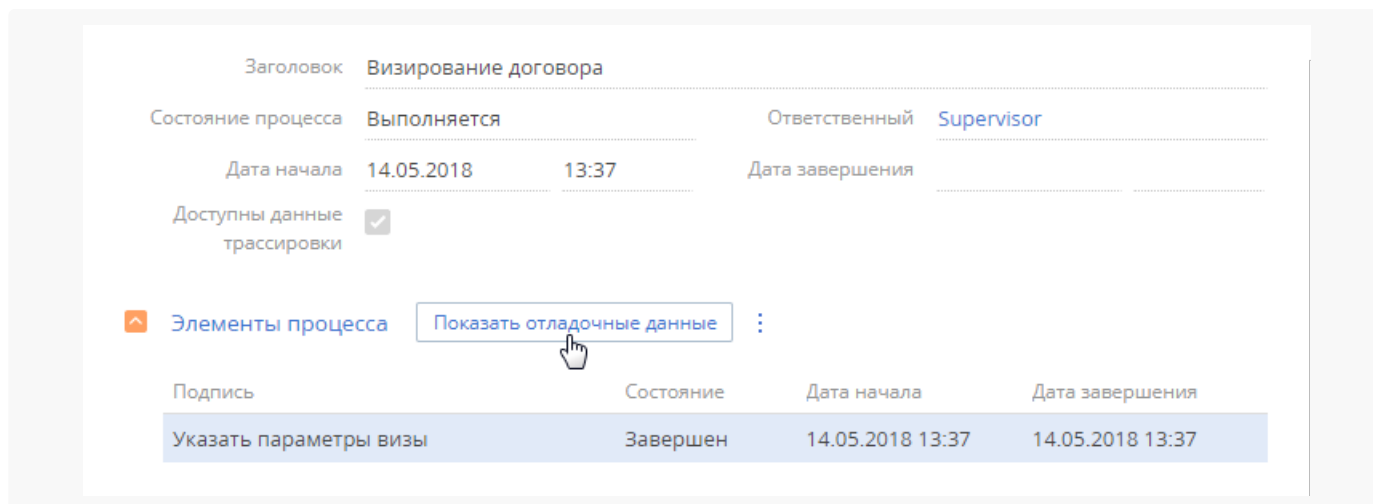 Заголовок Визирование договора
Состояние процесса Выполняется Ответственный Supervisor
Дата начала 14.05.2018 13:37 Дата завершения
Доступны данные
трассировки
Элементы процесса Показать отладочные данные
Подпись Состояние Дата начала Дата завершения
Указать параметры визы Завершен 14.05.2018 13:37 14.05.2018 13:37